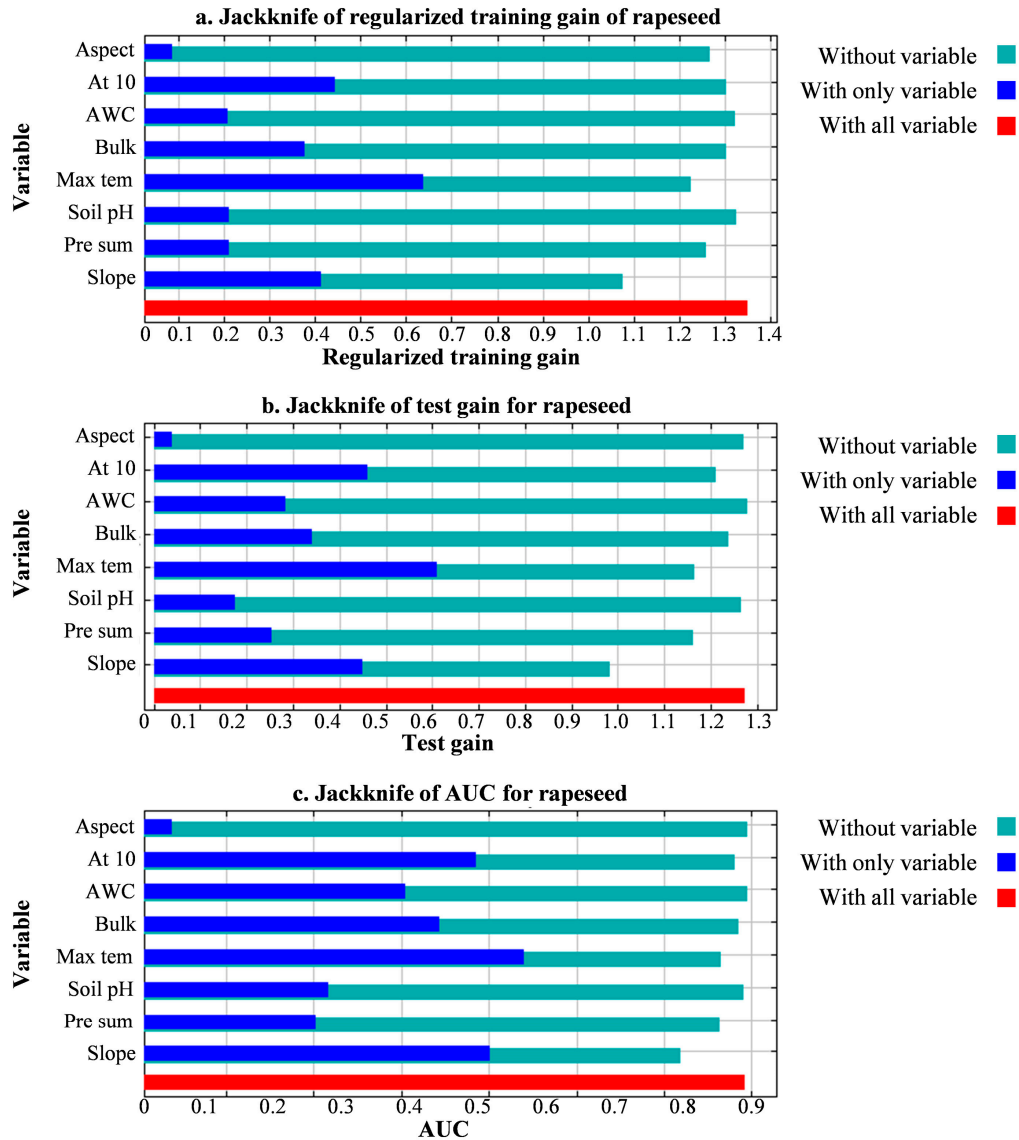 a. Jackknife of regularized training gain of rapeseed
Variable
Aspect
At 10
AWC
Bulk
Max tem
Soil pH
Pre sum
Slope
0 0.1 0.2 0.3 0.4 0.5 0.6 0.7 0.8 0.9 1.0 1.1 1.2 1.3 1.4
Regularized training gain
Without variable
With only variable
With all variable
b. Jackknife of test gain for rapeseed
Variable
Aspect
At 10
AWC
Bulk
Max tem
Soil pH
Pre sum
Slope
0 0.1 0.2 0.3 0.4 0.5 0.6 0.7 0.8 0.9 1.0 1.1 1.2 1.3
Test gain
Without variable
With only variable
With all variable
c. Jackknife of AUC for rapeseed
Variable
Aspect
At 10
AWC
Bulk
Max tem
Soil pH
Pre sum
Slope
0 0.1 0.2 0.3 0.4 0.5 0.6 0.7 0.8 0.9
AUC
Without variable
With only variable
With all variable